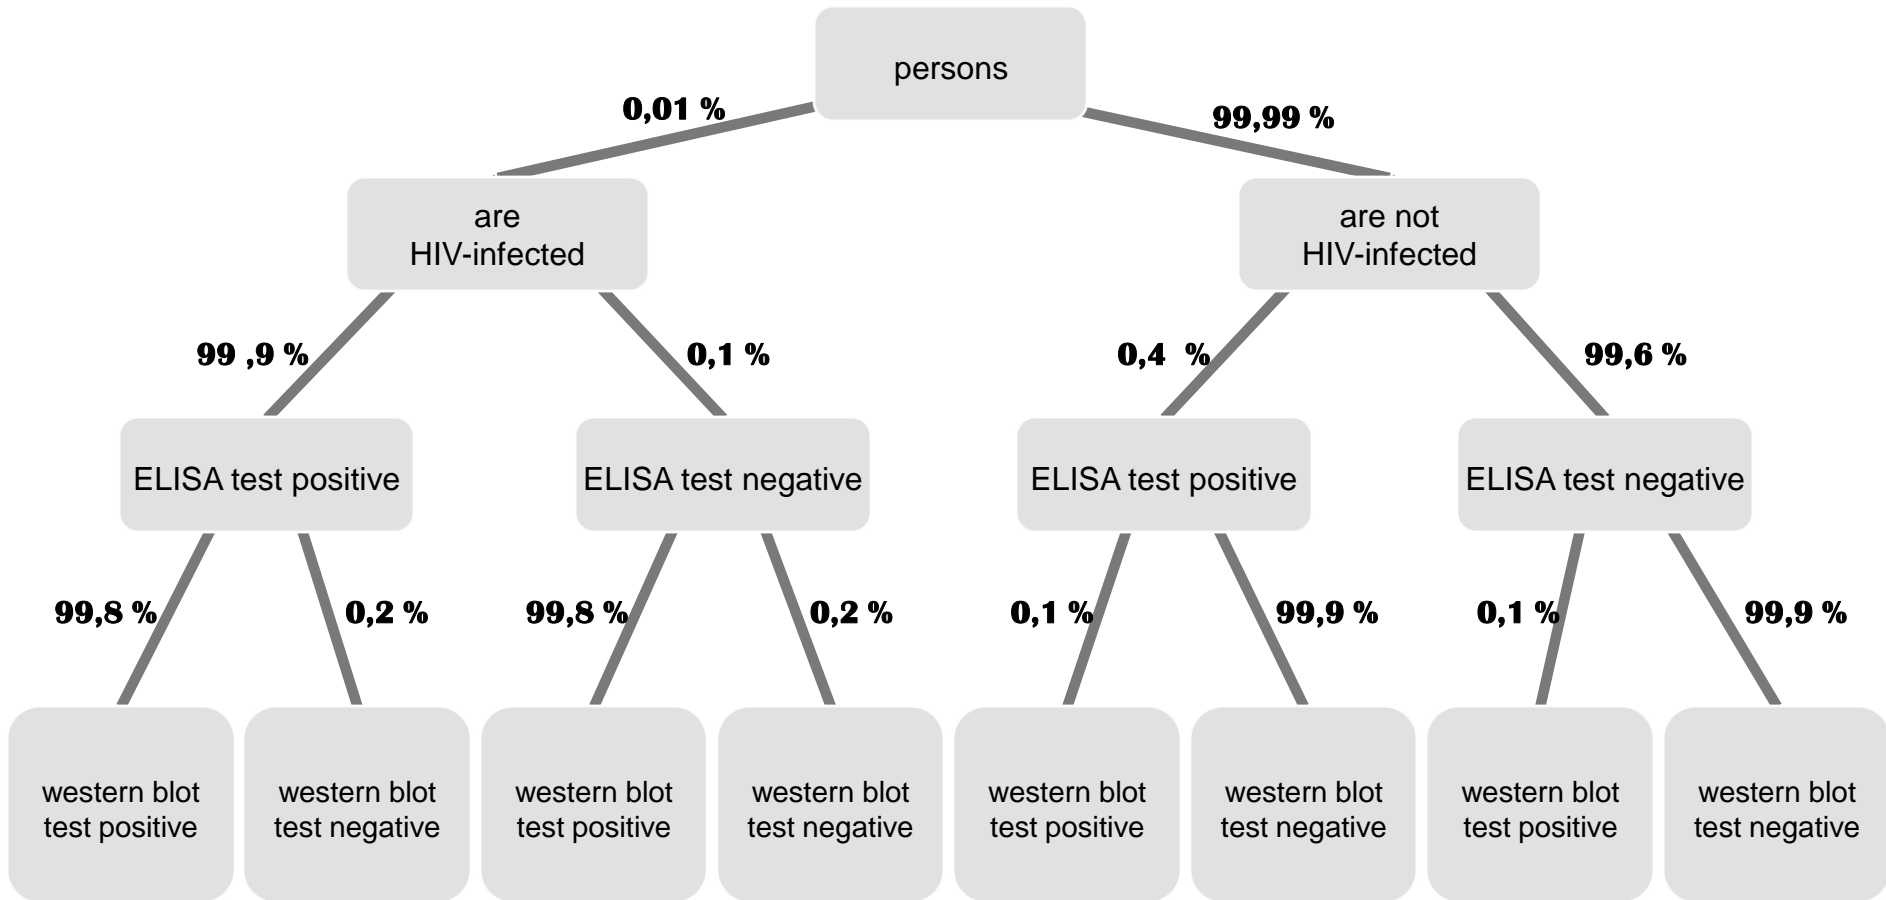 persons
0,01 %
99,99 %
are
HIV-infected
are not
HIV-infected
99 ,9 %
0,1 %
0,4 %
99,6 %
ELISA test positive
ELISA test negative
ELISA test positive
ELISA test negative
99,8 %
0,2 %
99,8 %
0,2 %
0,1 %
99,9 %
0,1 %
99,9 %
western blot
test positive
western blot
test negative
western blot
test positive
western blot
test negative
western blot
test positive
western blot
test negative
western blot
test positive
western blot
test negative